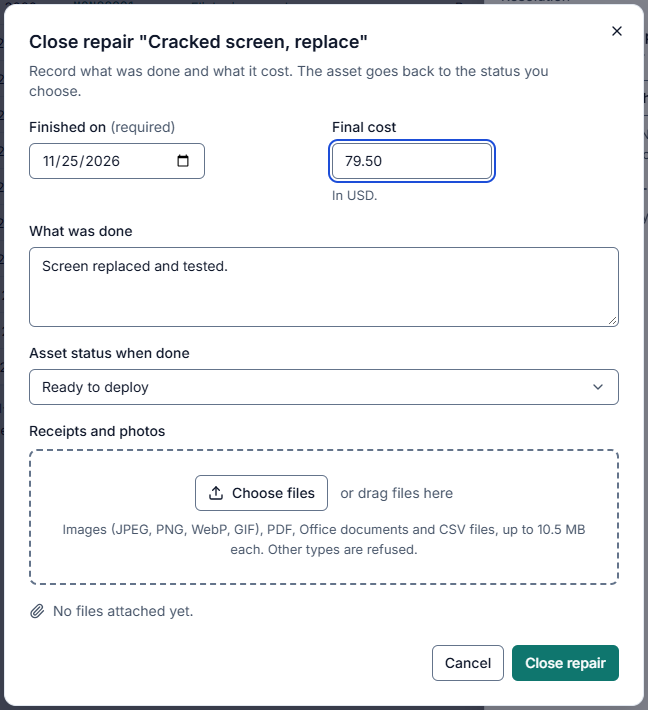 Close repair "Cracked screen, replace"
Record what was done and what it cost. The asset goes back to the status you
choose.
Finished on (required)
Final cost
11/25/2026
79.50
In USD.
What was done
Screen replaced and tested.
Asset status when done
Ready to deploy
Receipts and photos
Choose files or drag files here
Images (JPEG, PNG, WebP, GIF), PDF, Office documents and CSV files, up to 10.5 MB
each. Other types are refused.
No files attached yet.
Cancel
Close repair